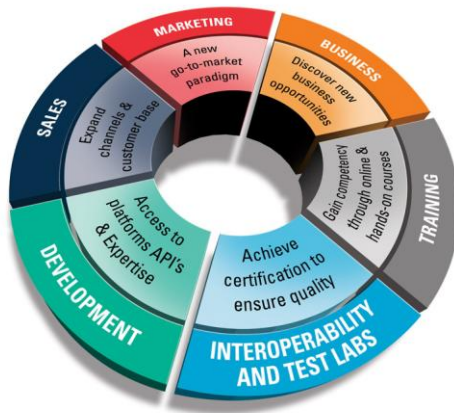 MARKETING
A new
go-to-market
paradigm
BUSINESS
Discover new
business
opportunities
TRAINING
Gain competency
through online &
hands-on courses
INTEROPERABILITY
AND TEST LABS
Achieve
certification to
ensure quality
DEVELOPMENT
Access to
platforms API's
& Expertise
SALES
Expand
channels &
customer base